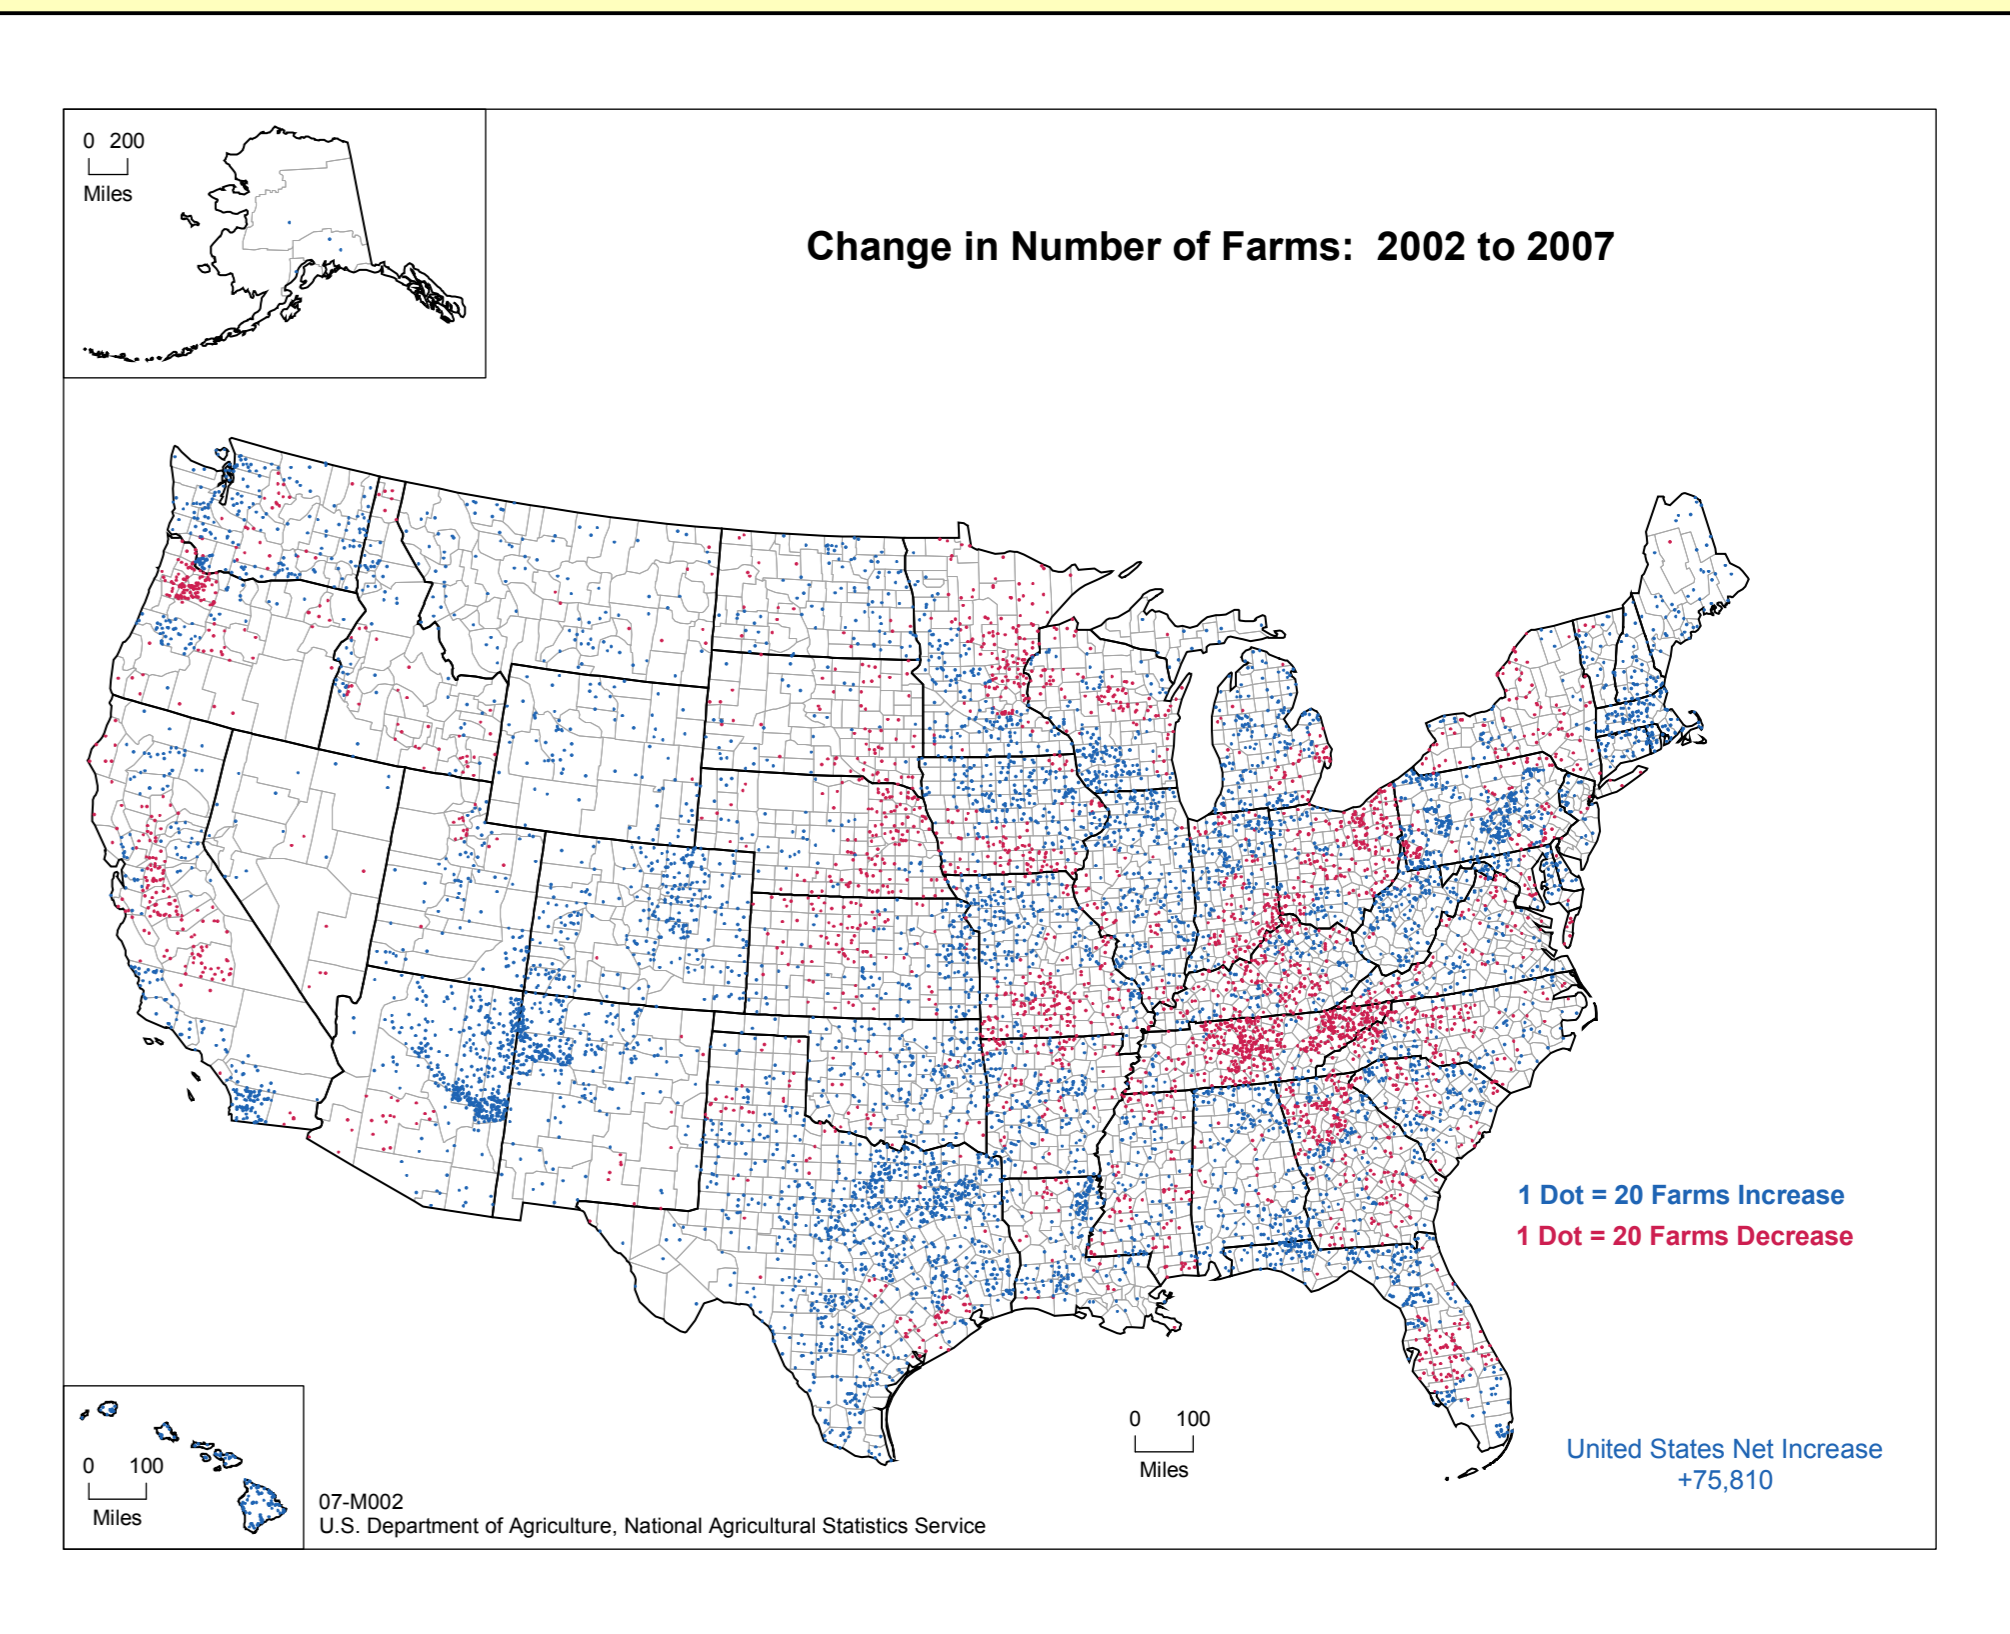 0 200
Miles
Change in Number of Farms: 2002 to 2007
1 Dot = 20 Farms Increase
1 Dot = 20 Farms Decrease
0 100
Miles
United States Net Increase
+75,810
0 100
Miles
07-M002
U.S. Department of Agriculture, National Agricultural Statistics Service